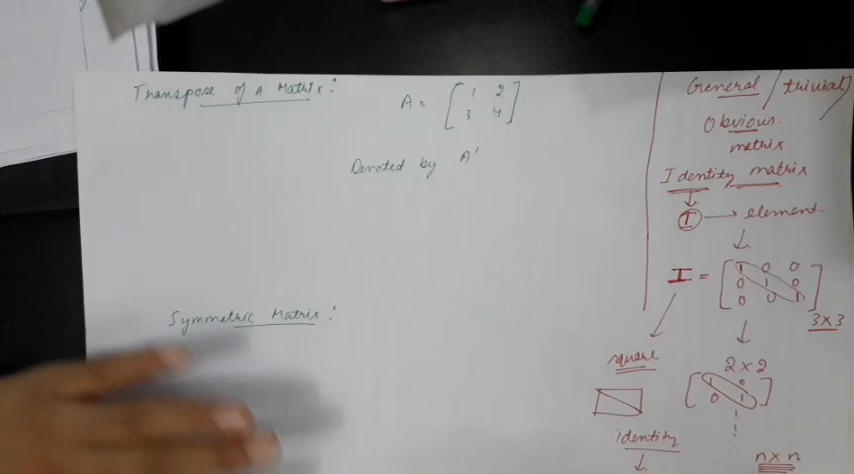 Transpose of a Matrix:
A = [ 1 2
3 4 ]
Denoted by A'
Symmetric Matrix:
General / trivial /
Obvious
matrix
Identity matrix
I → element.
I = [ 1 0 0
0 1 0
0 0 1 ]
3 x 3
square
2 x 2
[ 1 0
0 1 ]
identity
n x n